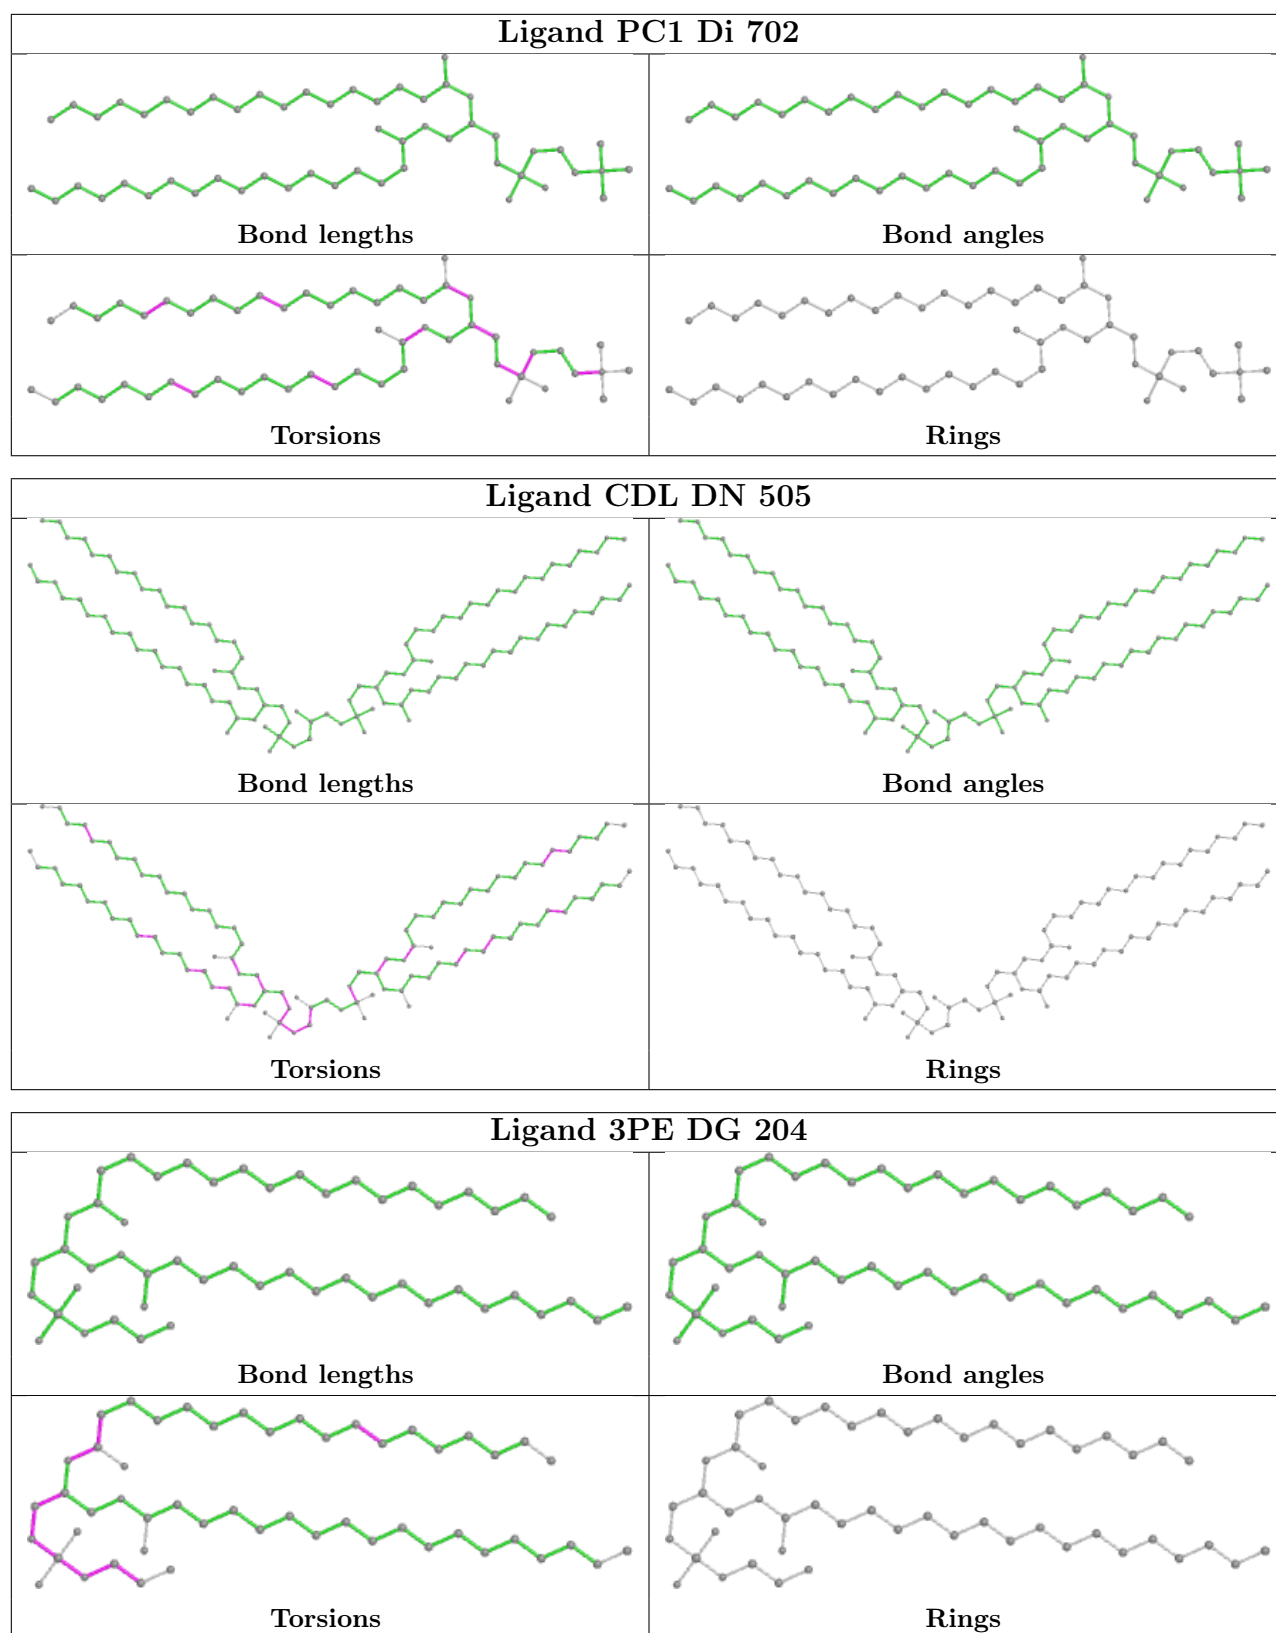 Ligand PC1 Di 702
Bond lengths
Bond angles
Torsions
Rings
Ligand CDL DN 505
Bond lengths
Bond angles
Torsions
Rings
Ligand 3PE DG 204
Bond lengths
Bond angles
Torsions
Rings